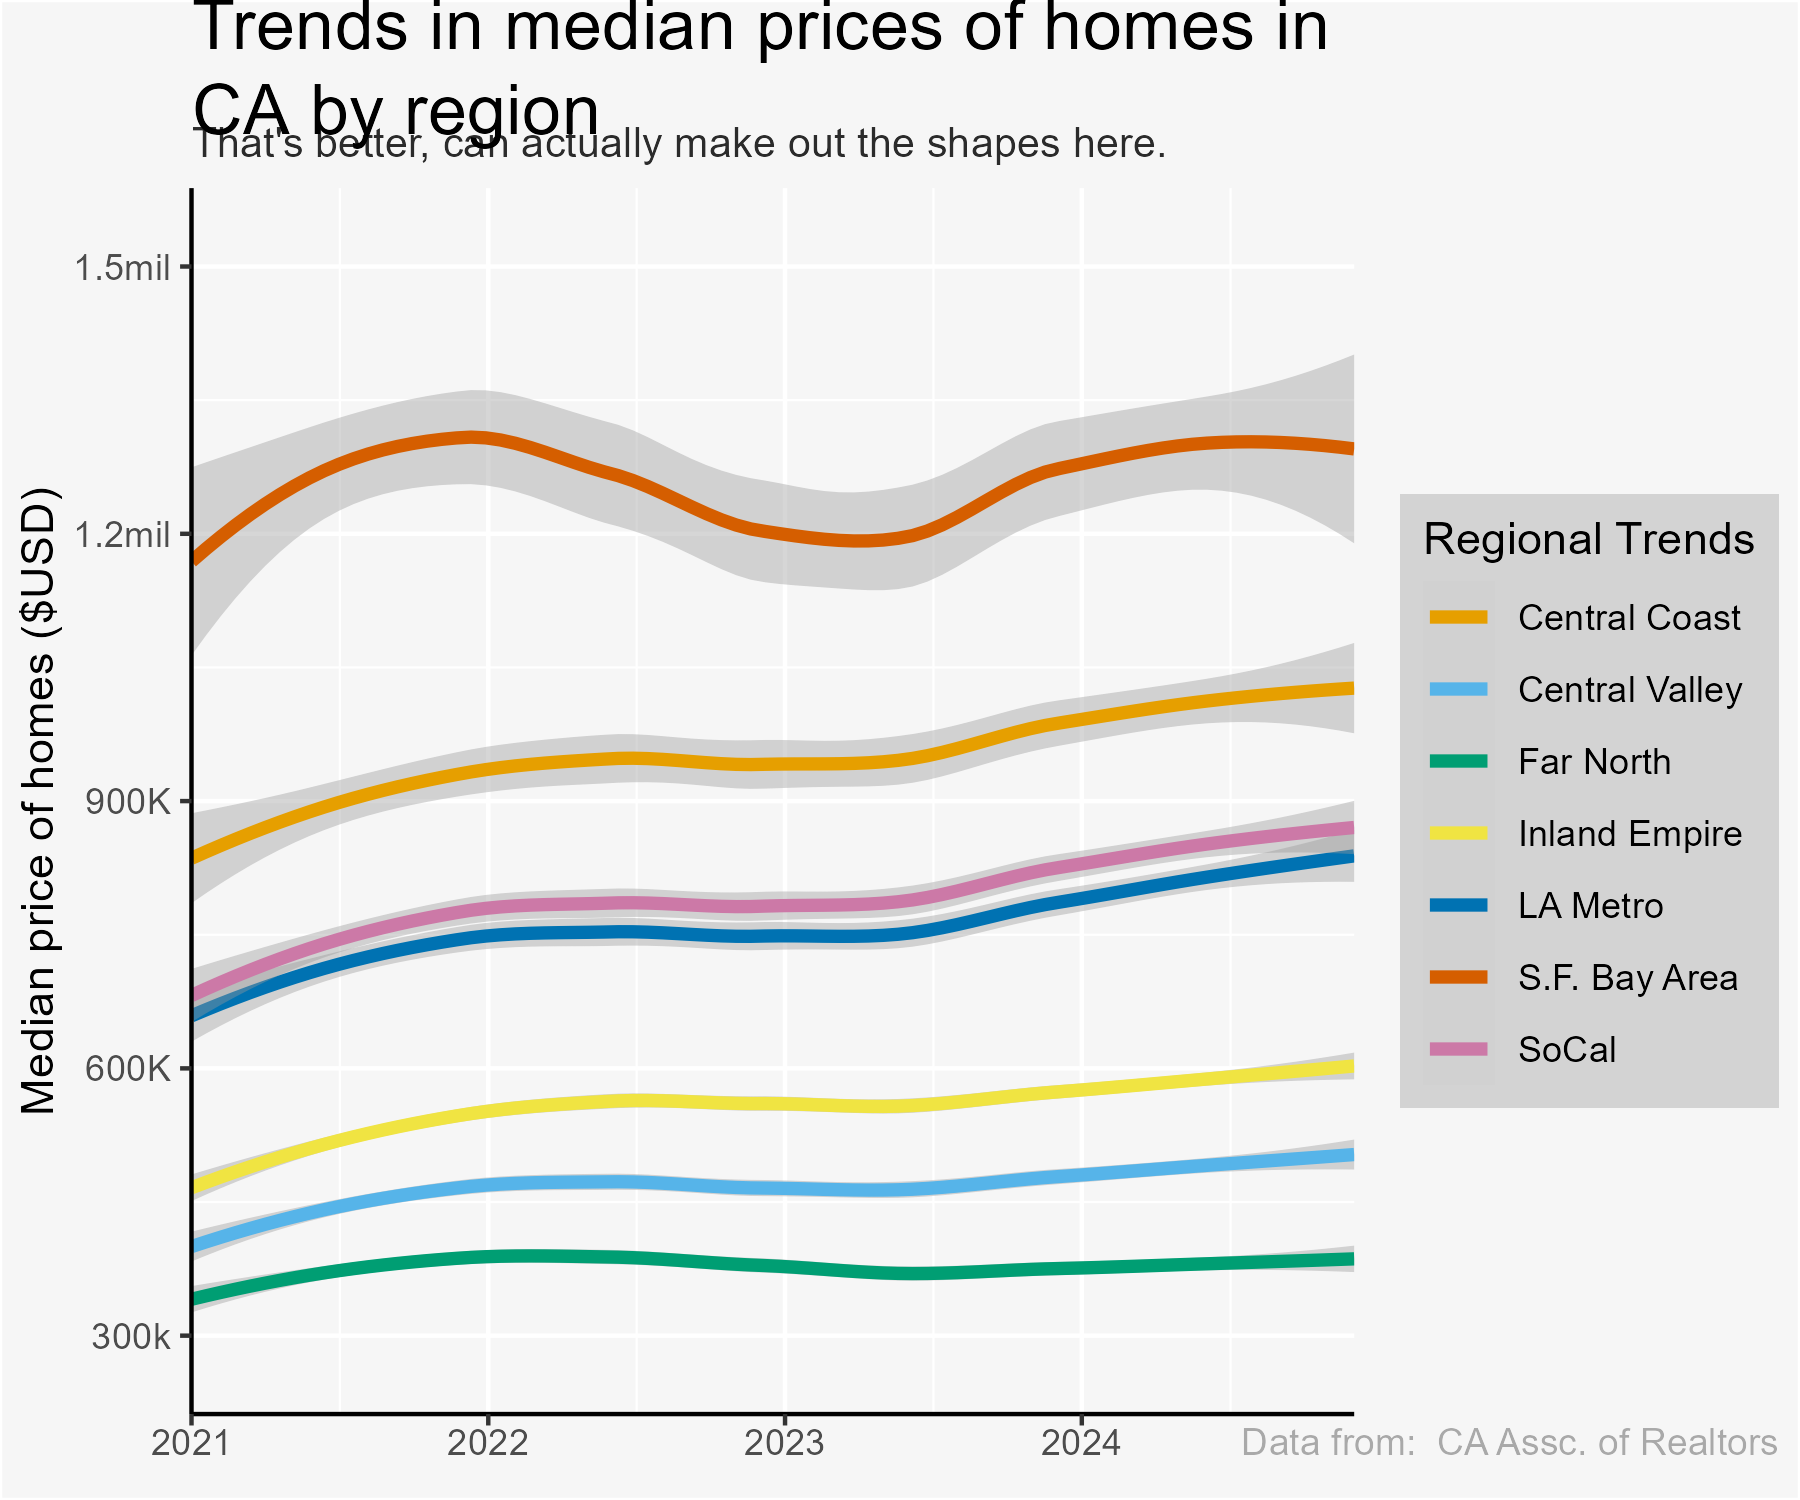 Trends in median prices of homes in
CA by region
That's better, can actually make out the shapes here.
Median price of homes ($USD)
1.5mil
1.2mil
900K
600K
300k
2021
2022
2023
2024
Regional Trends
Central Coast
Central Valley
Far North
Inland Empire
LA Metro
S.F. Bay Area
SoCal
Data from:  CA Assc. of Realtors